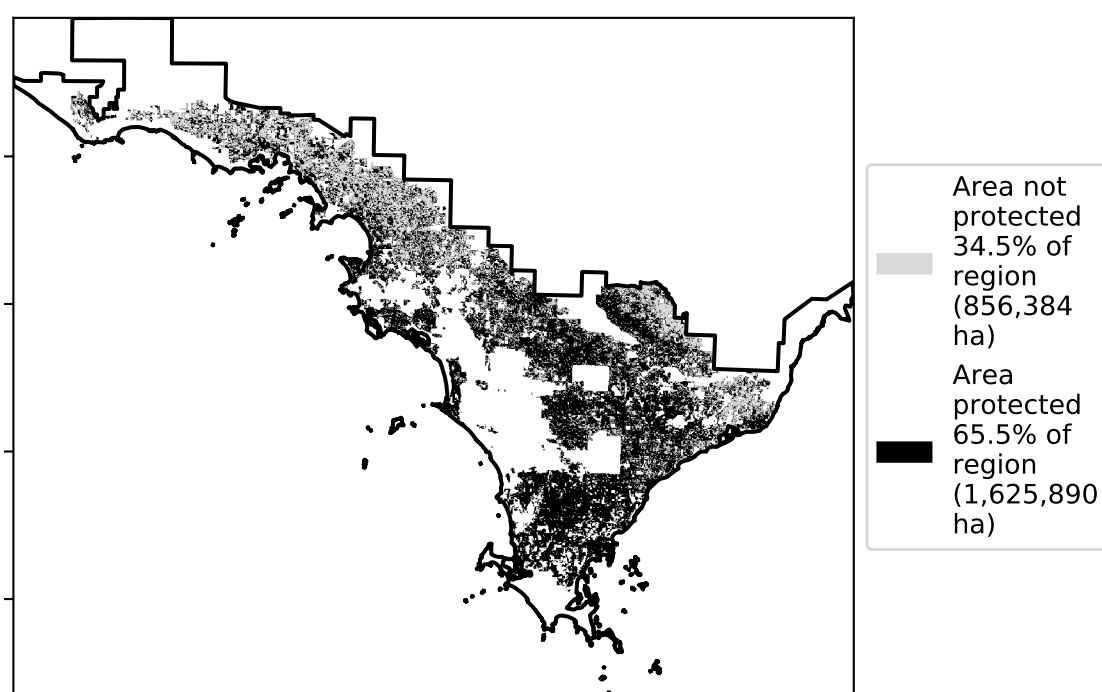 Area not
protected
34.5% of
region
(856,384
ha)
Area
protected
65.5% of
region
(1,625,890
ha)